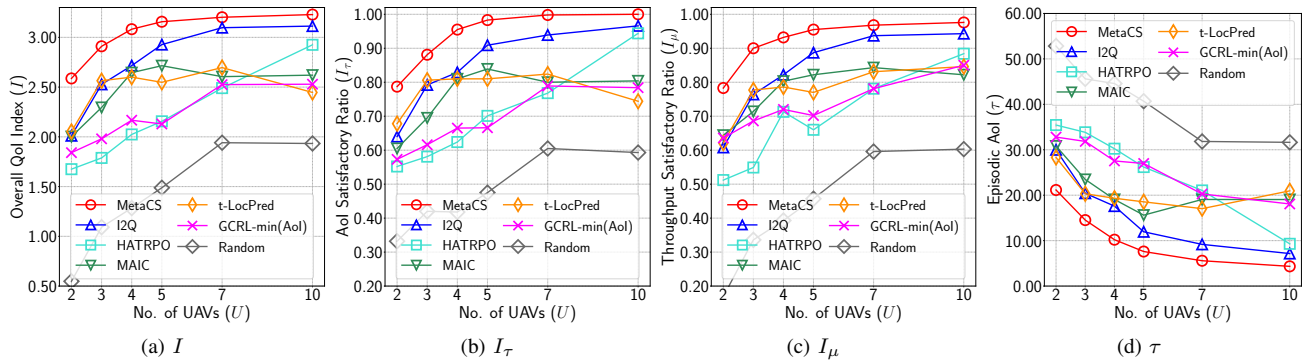 Overall QoI Index (I)
3.00
2.50
2.00
1.50
1.00
0.50
MetaCS
I2Q
HATRPO
MAIC
t-LocPred
GCRL-min(AoI)
Random
2 3 4 5 7 10
No. of UAVs (U)
(a) I
AoI Satisfactory Ratio (Iτ)
1.00
0.90
0.80
0.70
0.60
0.50
0.40
0.30
0.20
MetaCS
I2Q
HATRPO
MAIC
t-LocPred
GCRL-min(AoI)
Random
2 3 4 5 7 10
No. of UAVs (U)
(b) Iτ
Throughput Satisfactory Ratio (Iμ)
1.00
0.90
0.80
0.70
0.60
0.50
0.40
0.30
0.20
MetaCS
I2Q
HATRPO
MAIC
t-LocPred
GCRL-min(AoI)
Random
2 3 4 5 7 10
No. of UAVs (U)
(c) Iμ
Episodic AoI (τ)
60.00
50.00
40.00
30.00
20.00
10.00
0.00
MetaCS
I2Q
HATRPO
MAIC
t-LocPred
GCRL-min(AoI)
Random
2 3 4 5 7 10
No. of UAVs (U)
(d) τ